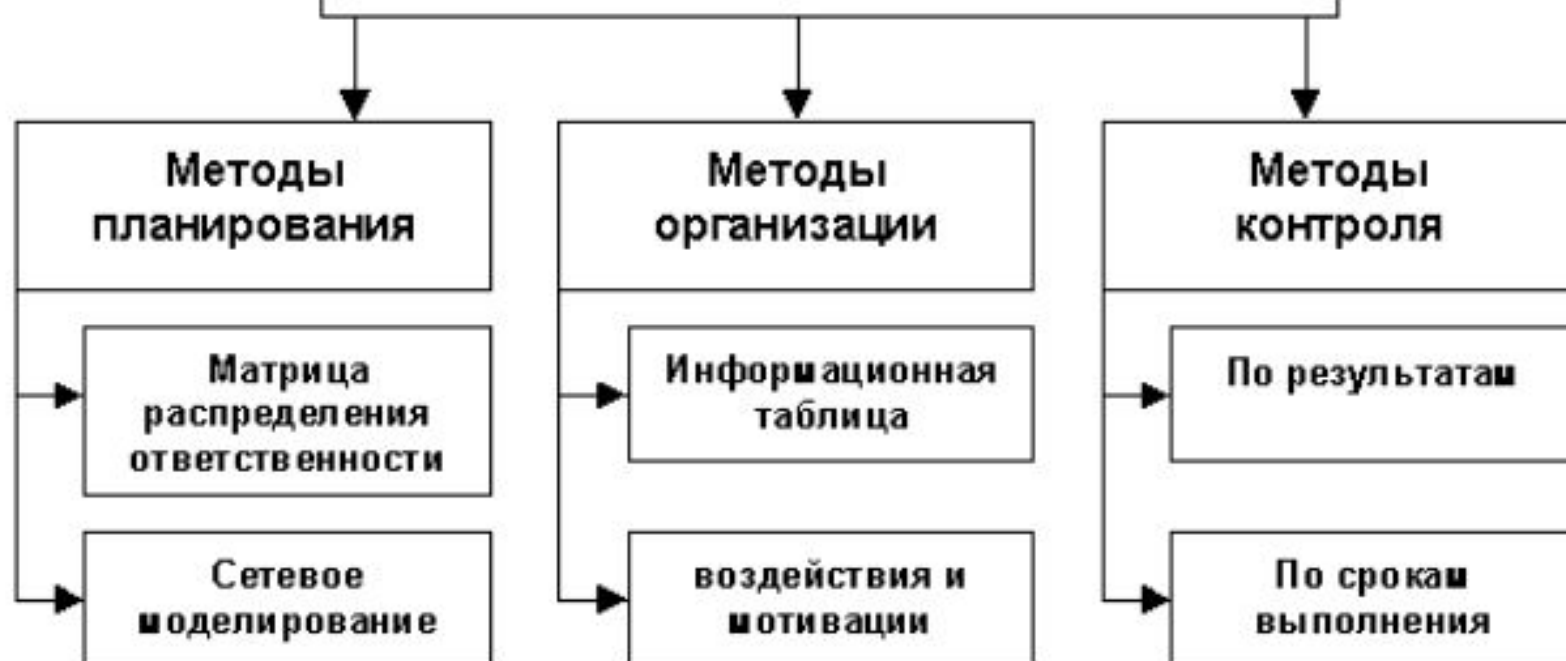 Методы
планирования
Матрица
распределения
ответственности
Сетевое
моделирование
Методы
организации
Информационная
таблица
воздействия и
мотивации
Методы
контроля
По результатам
По срокам
выполнения